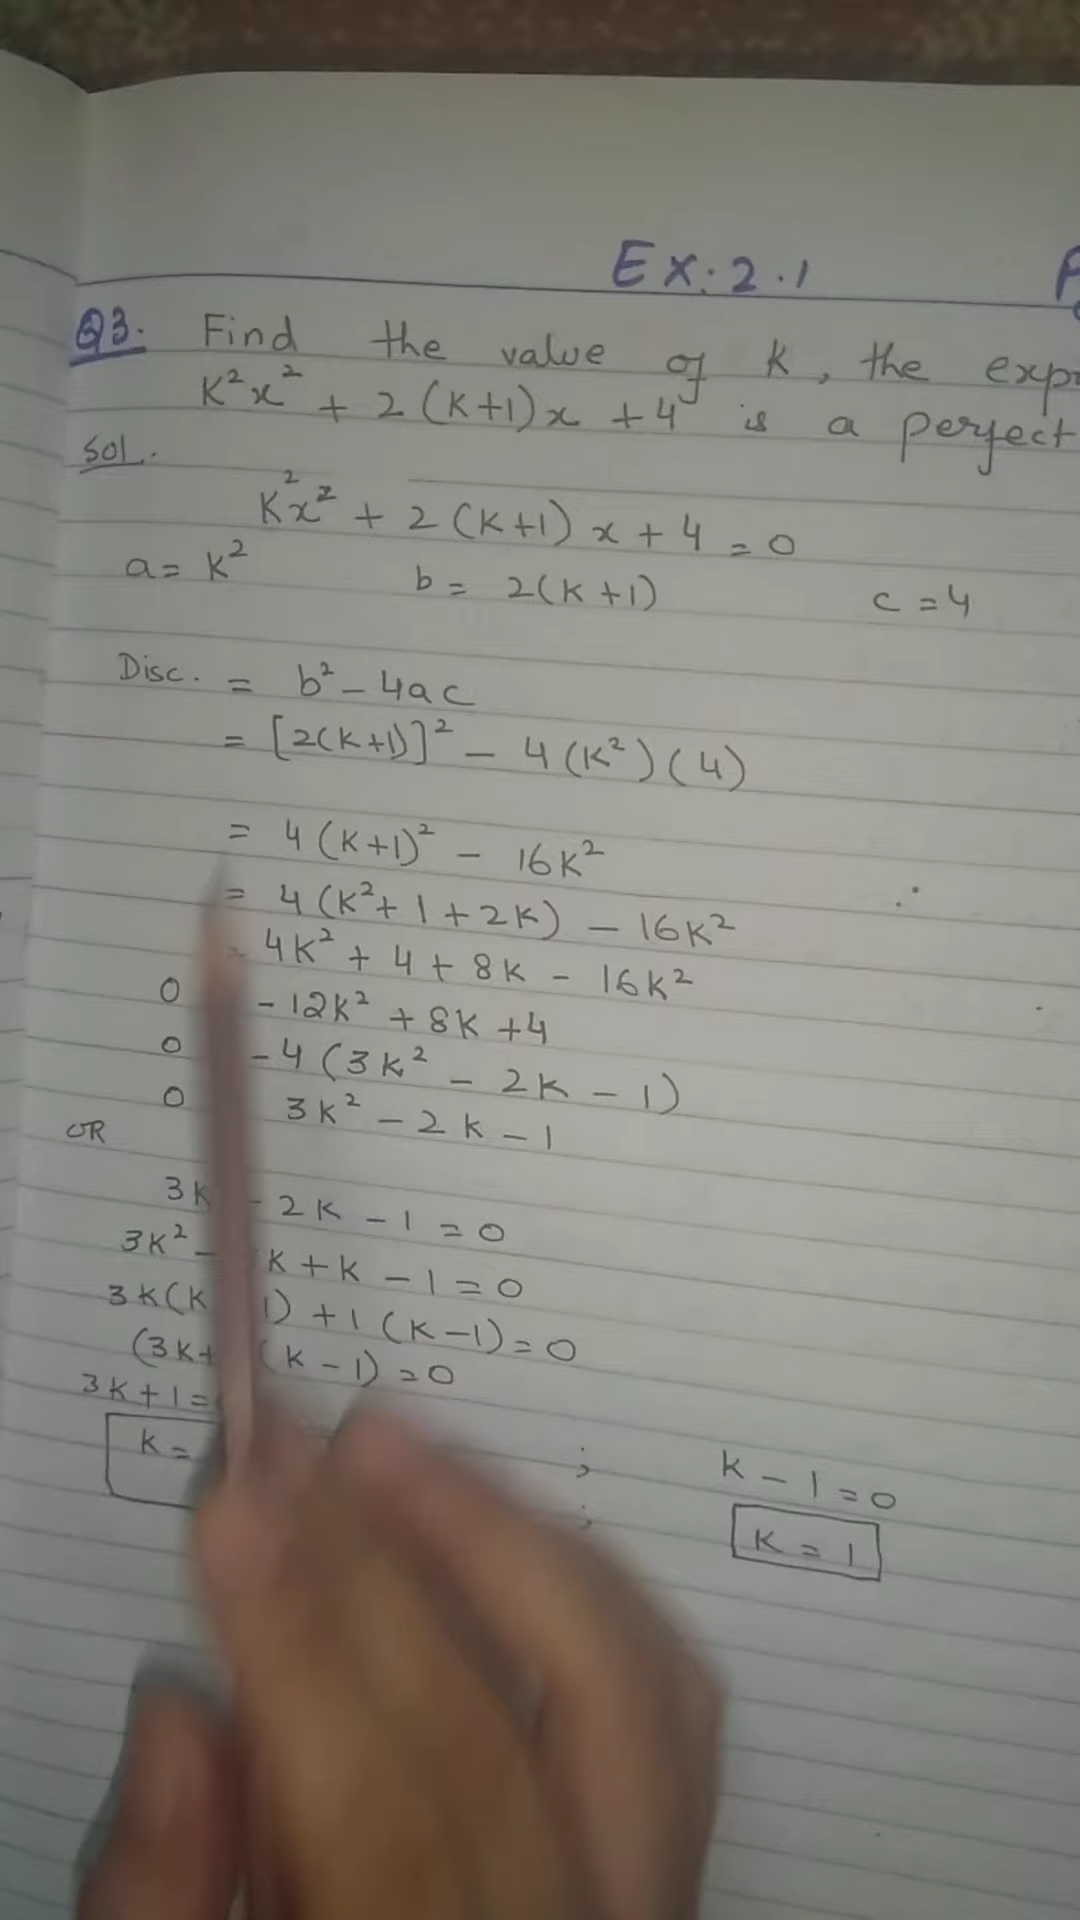 Ex. 2.1
Q3. Find the value of k, the
K²x² + 2(k+1)x + 4 is a perfect
Sol.
K²x² + 2(k+1)x + 4 = 0
a = k² b = 2(k+1) c = 4
Disc. = b² - 4ac
= [2(k+1)]² - 4(k²)(4)
= 4(k+1)² - 16k²
= 4(k²+1+2k) - 16k²
= 4k² + 4 + 8k - 16k²
0 -12k² + 8k + 4
0 -4(3k² - 2k - 1)
0 3k² - 2k - 1
OR
3k - 2k - 1 = 0
3k² - k + k - 1 = 0
3k(k 1) + 1(k-1) = 0
(3k+ (k-1) = 0
3k+1 =
k = ; k - 1 = 0
; k = 1